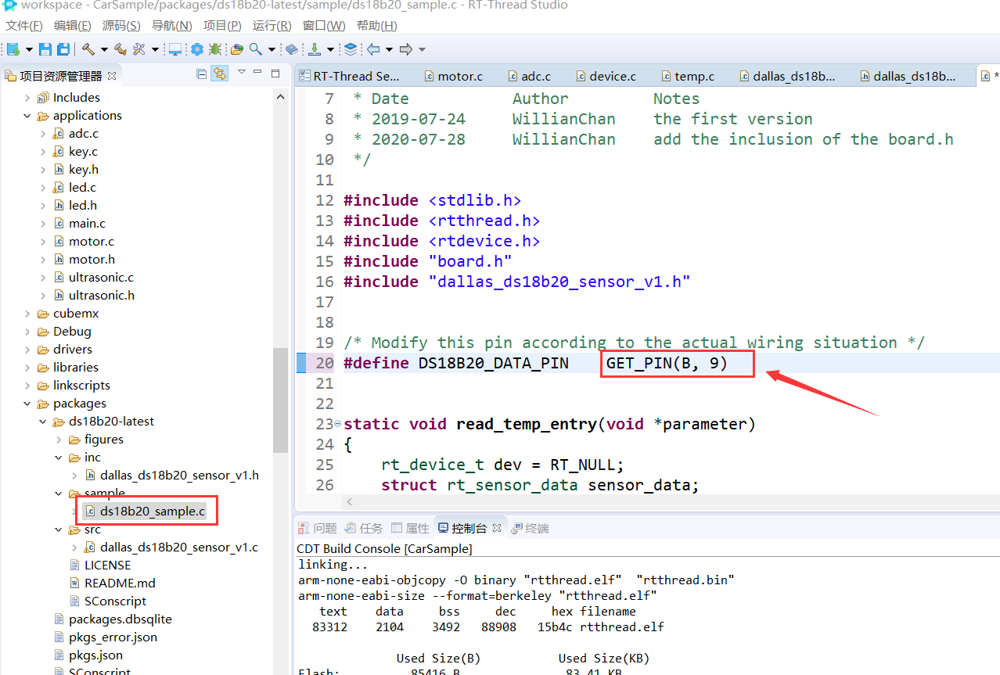 workspace - CarSample/packages/ds18b20-latest/sample/ds18b20_sample.c - RT-Thread Studio
文件(F) 编辑(E) 源码(S) 导航(N) 项目(P) 运行(R) 窗口(W) 帮助(H)
项目资源管理器
Includes
applications
adc.c
key.c
key.h
led.c
led.h
main.c
motor.c
motor.h
ultrasonic.c
ultrasonic.h
cubemx
Debug
drivers
libraries
linkscripts
packages
ds18b20-latest
figures
inc
dallas_ds18b20_sensor_v1.h
sample
ds18b20_sample.c
src
dallas_ds18b20_sensor_v1.c
LICENSE
README.md
SConscript
packages.dbsqlite
pkgs_error.json
pkgs.json
SConscript
RT-Thread Se... motor.c adc.c device.c temp.c dallas_ds18b... dallas_ds18b... *
7 * Date Author Notes
8 * 2019-07-24 WillianChan the first version
9 * 2020-07-28 WillianChan add the inclusion of the board.h
10 */
11
12 #include <stdlib.h>
13 #include <rtthread.h>
14 #include <rtdevice.h>
15 #include "board.h"
16 #include "dallas_ds18b20_sensor_v1.h"
17
18
19 /* Modify this pin according to the actual wiring situation */
20 #define DS18B20_DATA_PIN GET_PIN(B, 9)
21
22
23 static void read_temp_entry(void *parameter)
24 {
25 rt_device_t dev = RT_NULL;
26 struct rt_sensor_data sensor_data;
问题 任务 属性 控制台 终端
CDT Build Console [CarSample]
linking...
arm-none-eabi-objcopy -O binary "rtthread.elf" "rtthread.bin"
arm-none-eabi-size --format=berkeley "rtthread.elf"
text data bss dec hex filename
83312 2104 3492 88908 15b4c rtthread.elf
Used Size(B) Used Size(KB)
Flash: 85416 B 83.41 KB